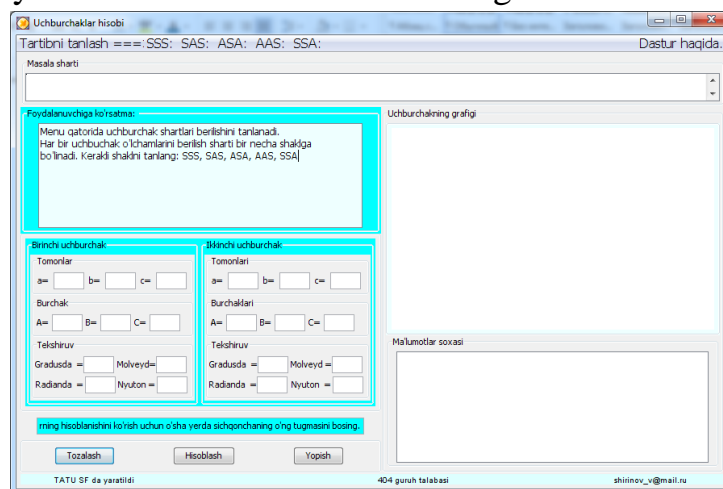 Uchburchaklar hisobi
Tartibni tanlash ===:SSS: SAS: ASA: AAS: SSA: Dastur haqida.
Masala sharti
Foydalanuvchiga ko'rsatma:
Menu qatorida uchburchak shartlari berilishini tanlanadi.
Har bir uchbuchak o'lchamlarini berilish sharti bir necha shaklga
bo'linadi. Kerakli shaklni tanlang: SSS, SAS, ASA, AAS, SSA
Uchburchakning grafigi
Birinchi uchburchak
Tomonlar
a= b= c=
Burchak
A= B= C=
Tekshiruv
Gradusda = Molveyd=
Radianda = Nyuton =
Ikkinchi uchburchak
Tomonlari
a= b= c=
Burchaklari
A= B= C=
Tekshiruv
Gradusda = Molveyd=
Radianda = Nyuton =
Ma'lumotlar soxasi
rning hisoblanishini ko'rish uchun o'sha yerda sichqonchaning o'ng tugmasini bosing.
Tozalash Hisoblash Yopish
TATU SF da yaratildi 404 guruh talabasi shirinov_v@mail.ru